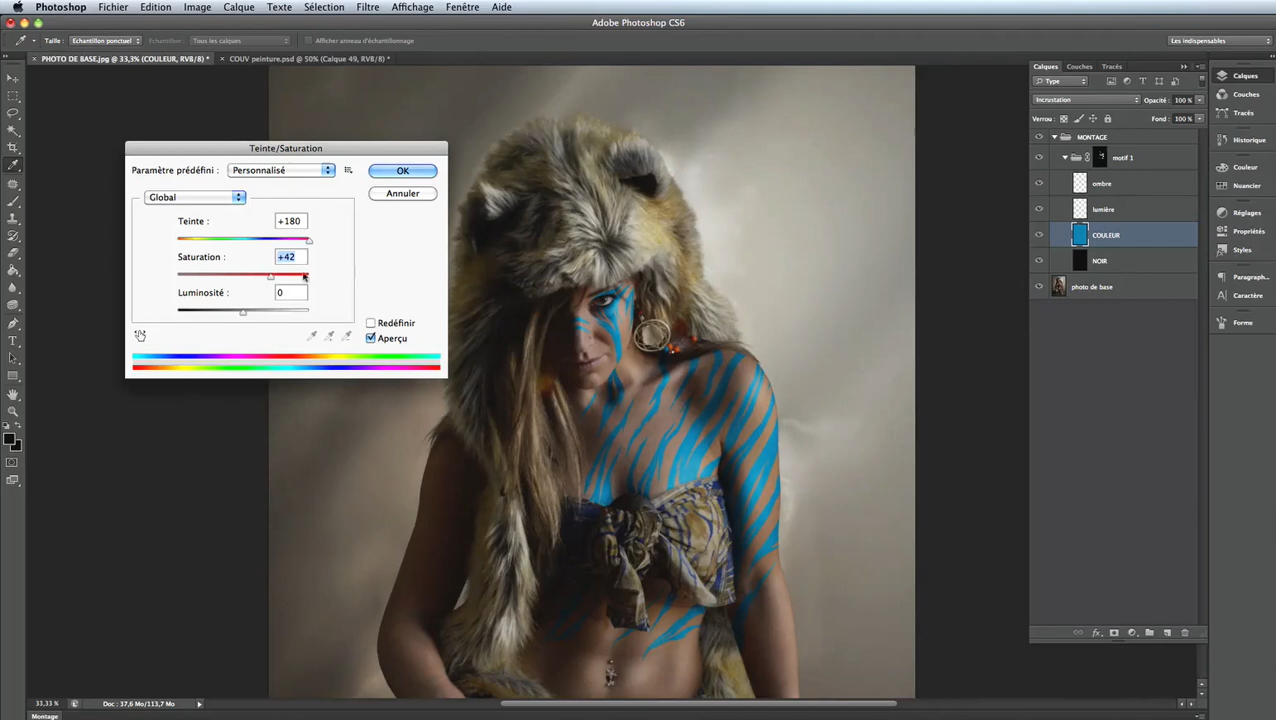 Photoshop Fichier Edition Image Calque Texte Sélection Filtre Affichage Fenêtre Aide
Adobe Photoshop CS6
Taille : Echantillon ponctuel Echantillon : Tous les calques Afficher anneau d'échantillonnage Les indispensables
PHOTO DE BASE.jpg @ 33,3% (COULEUR, RVB/8) * COUV peinture.psd @ 50% (Calque 49, RVB/8) *
Teinte/Saturation
Paramètre prédéfini : Personnalisé OK
Annuler
Global
Teinte : +180
Saturation : +42
Luminosité : 0
Redéfinir
Aperçu
Calques Couches Tracés
Type
Incrustation Opacité : 100 %
Verrou : Fond : 100 %
MONTAGE
motif 1
ombre
lumière
COULEUR
NOIR
photo de base
Calques
Couches
Tracés
Historique
Couleur
Nuancier
Réglages
Propriétés
Styles
Paragraph...
Caractère
Forme
33,33 % Doc : 37,6 Mo/113,7 Mo
Montage